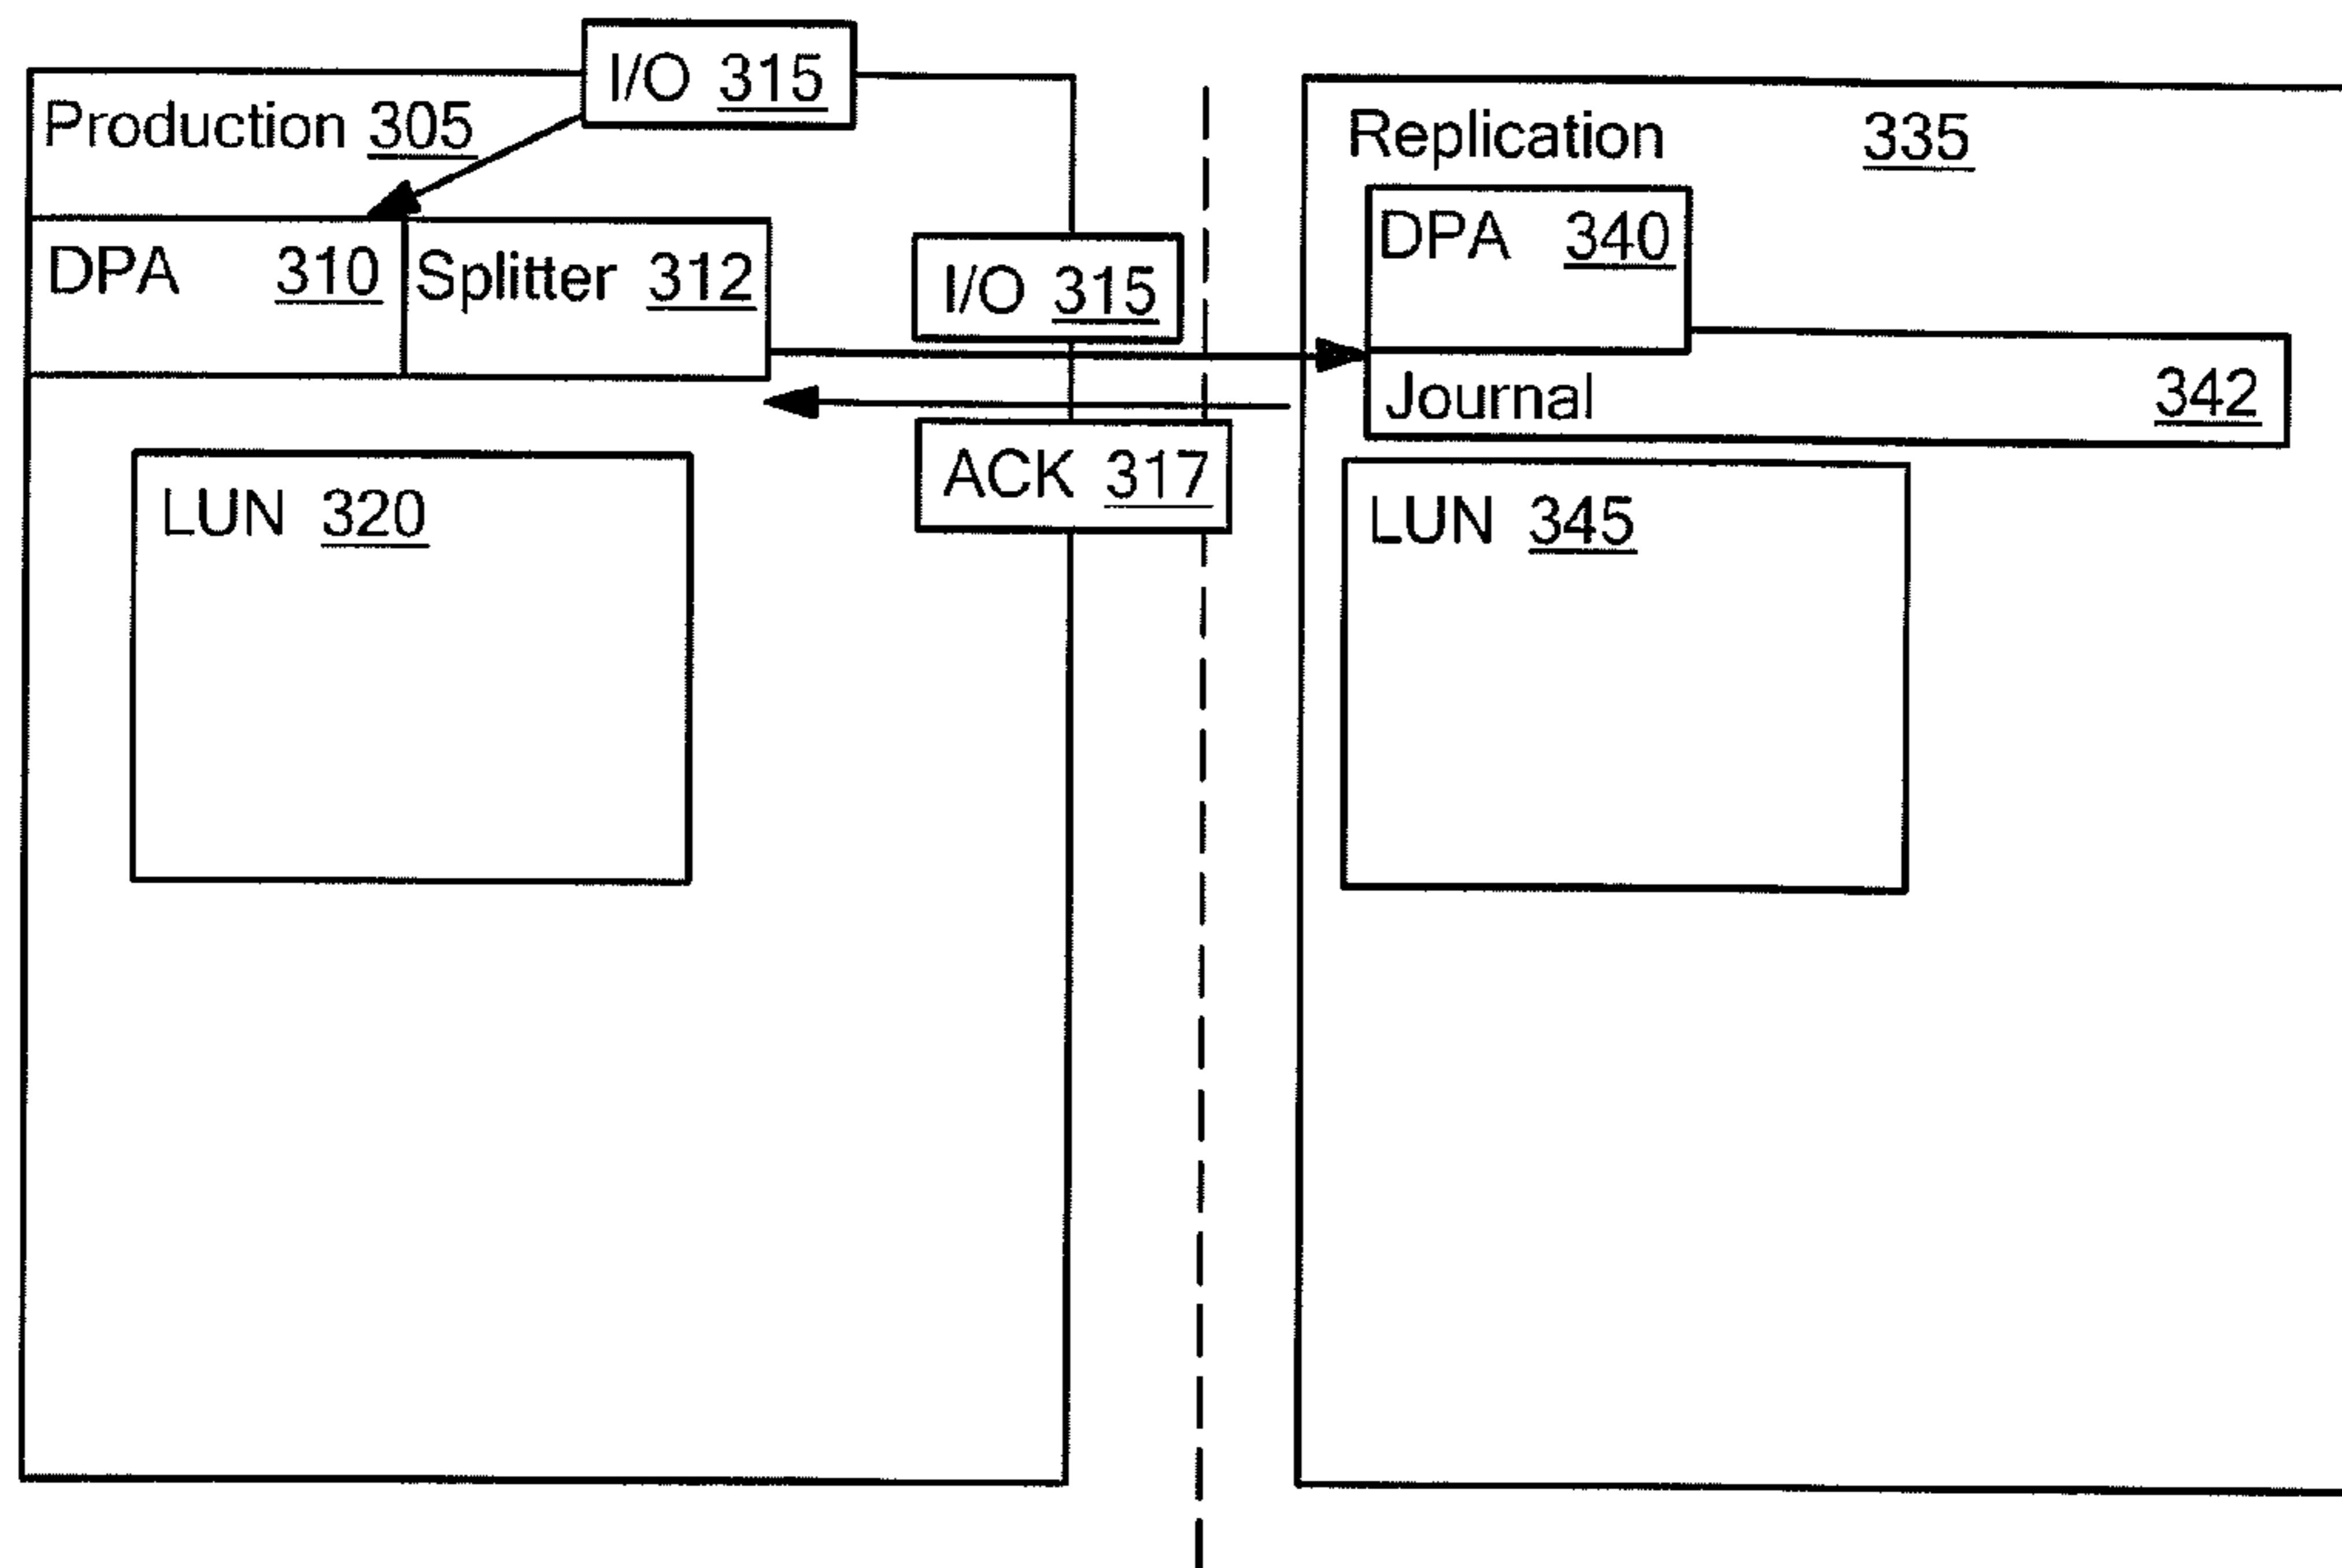 I/O 315
Production 305
DPA 310
Splitter 312
I/O 315
ACK 317
LUN 320
Replication 335
DPA 340
Journal 342
LUN 345